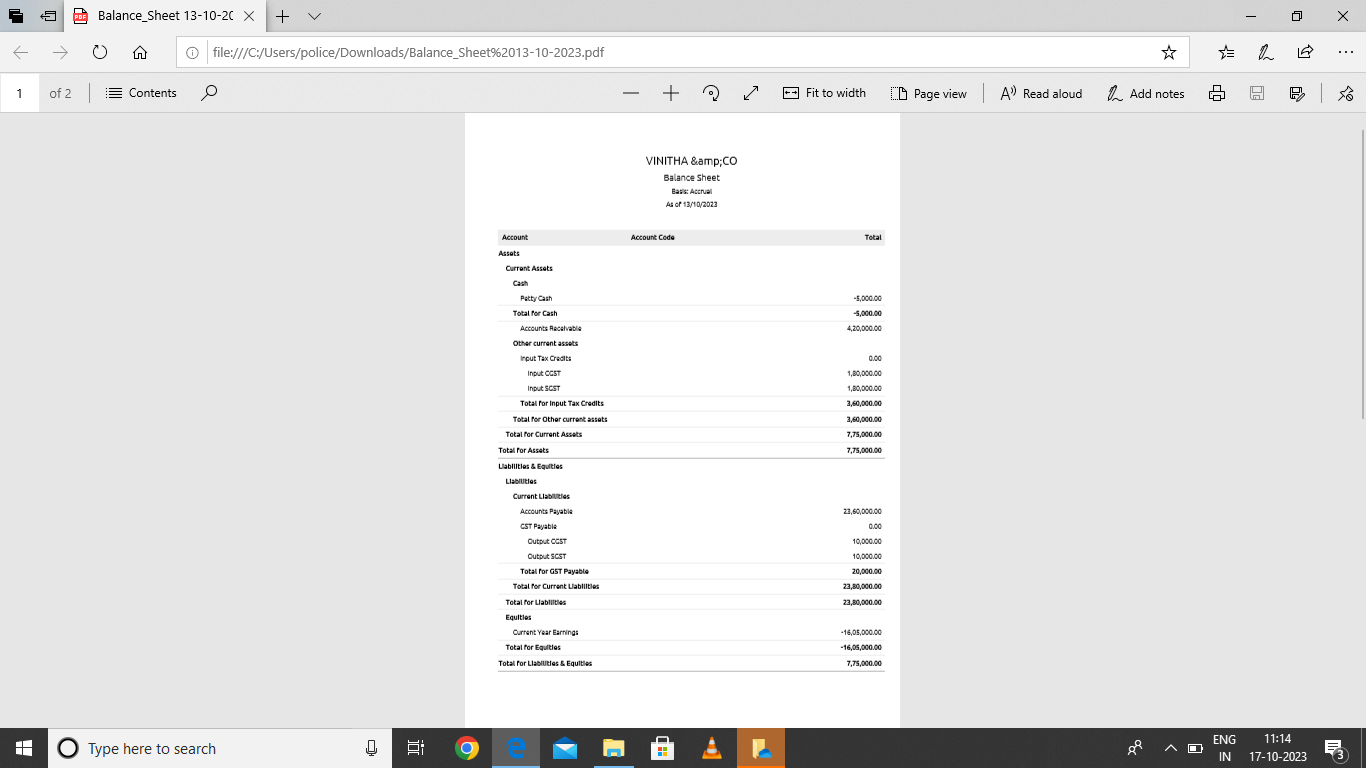 Balance_Sheet 13-10-20
file:///C:/Users/police/Downloads/Balance_Sheet%2013-10-2023.pdf
1 of 2 Contents Fit to width Page view Read aloud Add notes
VINITHA &amp;CO
Balance Sheet
Basis: Accrual
As of 13/10/2023
Account Account Code Total
Assets
Current Assets
Cash
Petty Cash -5,000.00
Total for Cash -5,000.00
Accounts Receivable 4,20,000.00
Other current assets
Input Tax Credits 0.00
Input CGST 1,80,000.00
Input SGST 1,80,000.00
Total for Input Tax Credits 3,60,000.00
Total for Other current assets 3,60,000.00
Total for Current Assets 7,75,000.00
Total for Assets 7,75,000.00
Liabilities & Equities
Liabilities
Current Liabilities
Accounts Payable 23,60,000.00
GST Payable 0.00
Output CGST 10,000.00
Output SGST 10,000.00
Total for GST Payable 20,000.00
Total for Current Liabilities 23,80,000.00
Total for Liabilities 23,80,000.00
Equities
Current Year Earnings -16,05,000.00
Total for Equities -16,05,000.00
Total for Liabilities & Equities 7,75,000.00
Type here to search
ENG 11:14
IN 17-10-2023 3